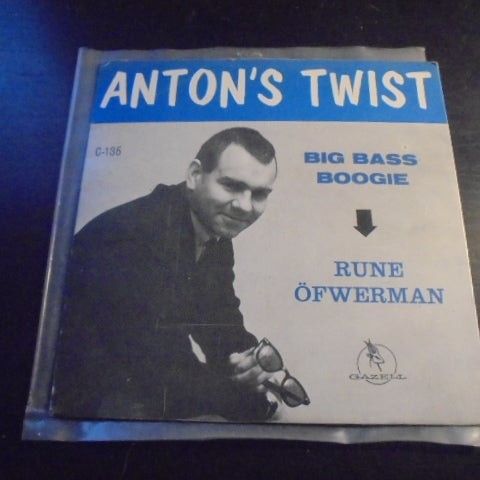 ANTON'S TWIST
C-135
BIG BASS
BOOGIE
RUNE
ÖFWERMAN
GAZELL